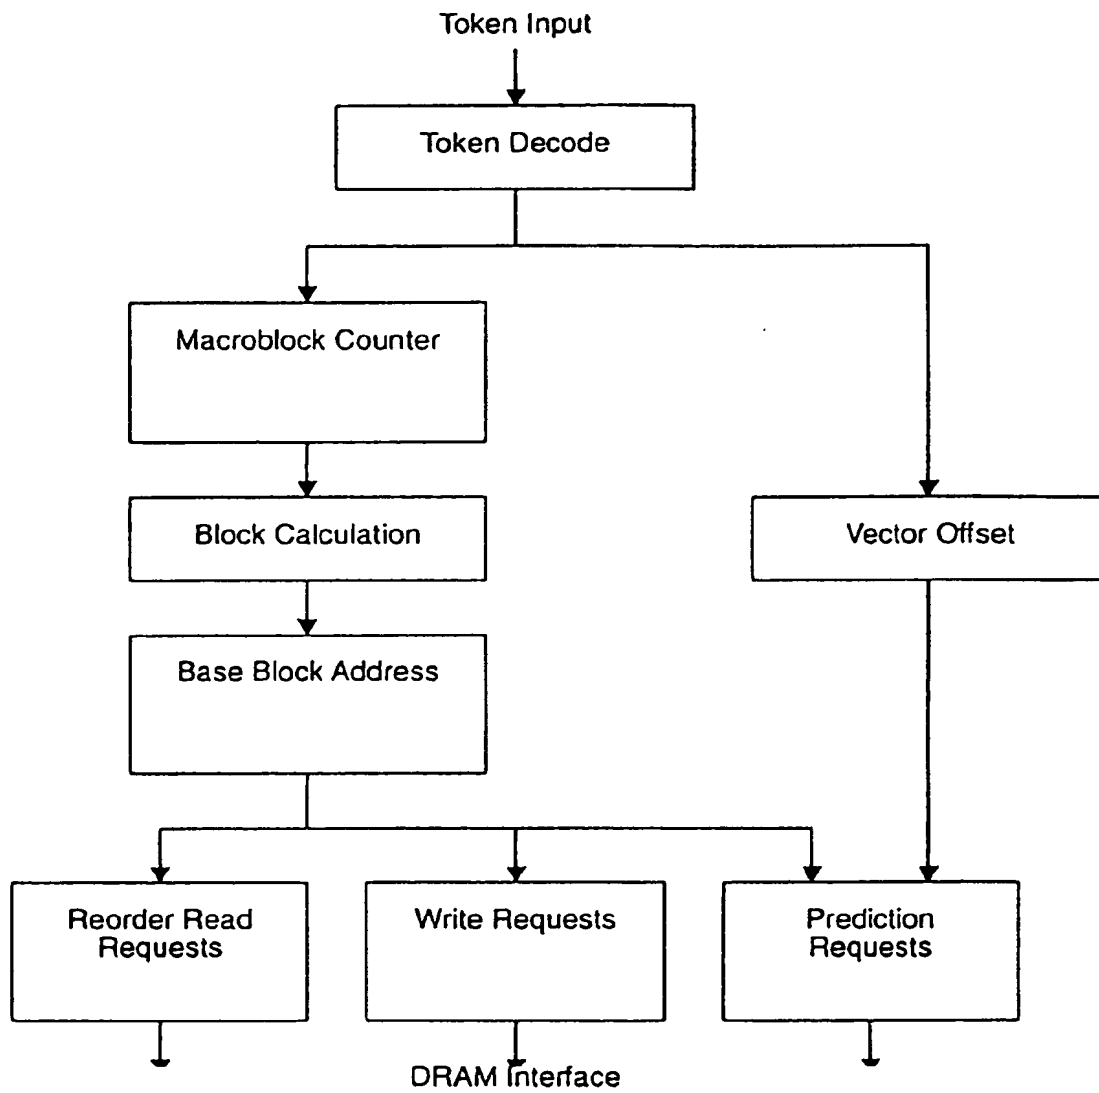 Token Input
Token Decode
Macroblock Counter
Block Calculation
Vector Offset
Base Block Address
Reorder Read
Requests
Write Requests
Prediction
Requests
DRAM Interface